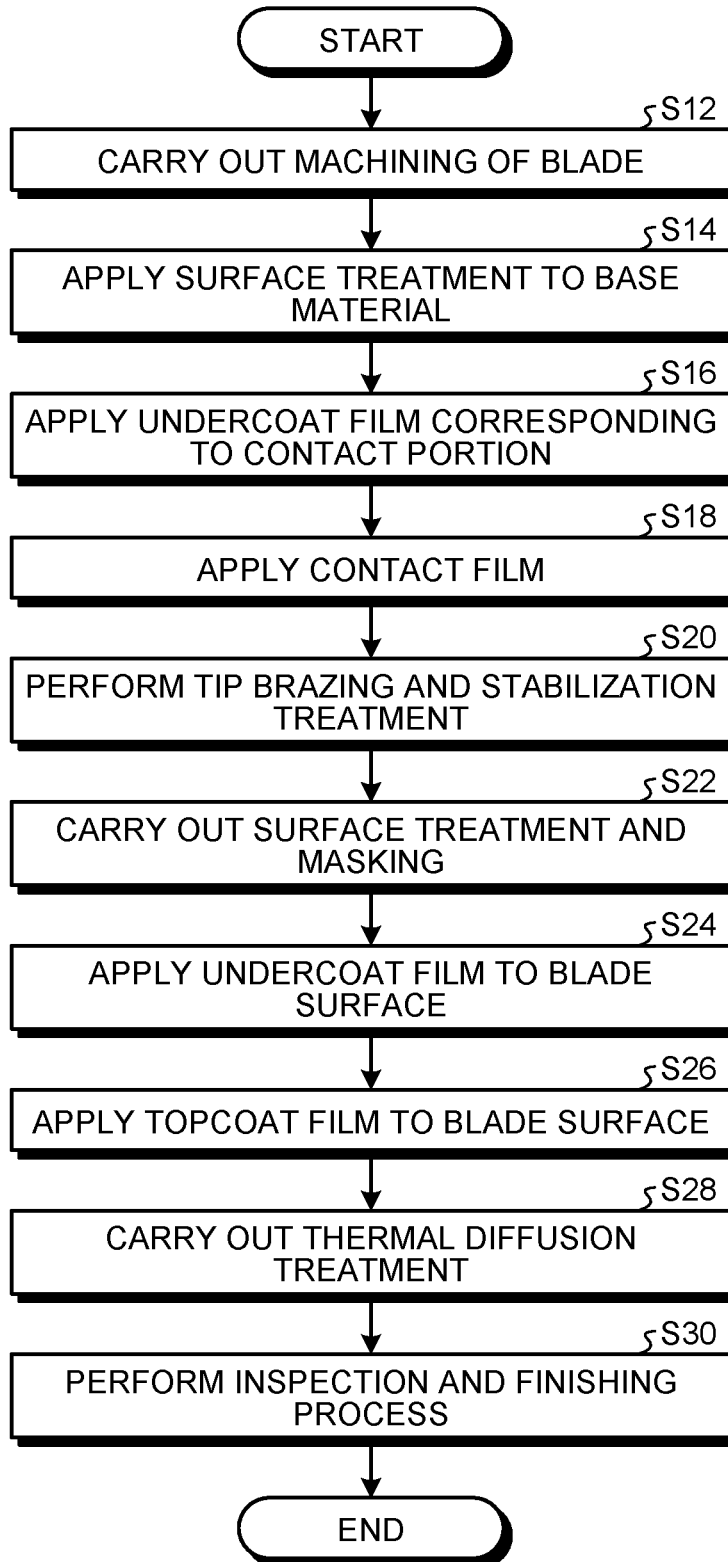 START
S12
CARRY OUT MACHINING OF BLADE
S14
APPLY SURFACE TREATMENT TO BASE
MATERIAL
S16
APPLY UNDERCOAT FILM CORRESPONDING
TO CONTACT PORTION
S18
APPLY CONTACT FILM
S20
PERFORM TIP BRAZING AND STABILIZATION
TREATMENT
S22
CARRY OUT SURFACE TREATMENT AND
MASKING
S24
APPLY UNDERCOAT FILM TO BLADE
SURFACE
S26
APPLY TOPCOAT FILM TO BLADE SURFACE
S28
CARRY OUT THERMAL DIFFUSION
TREATMENT
S30
PERFORM INSPECTION AND FINISHING
PROCESS
END